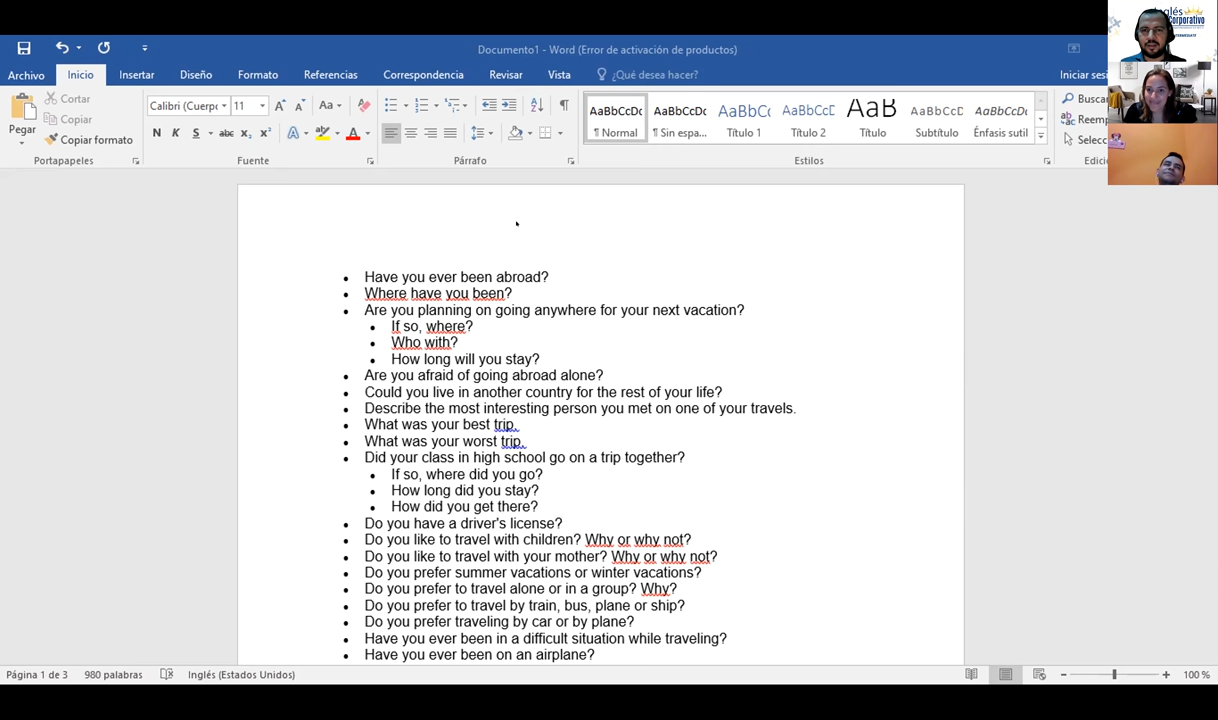 Documento1 - Word (Error de activación de productos)
Archivo Inicio Insertar Diseño Formato Referencias Correspondencia Revisar Vista ¿Qué desea hacer? Iniciar sesi
Pegar
Cortar
Copiar
Copiar formato
Portapapeles
Calibri (Cuerp 11
N K S abc x₂ x²
Fuente
Párrafo
AaBbCcDc AaBbCcDc AaBbCc AaBbCcD AaB AaBbCcD AaBbCcDc
¶ Normal ¶ Sin espa... Título 1 Título 2 Título Subtítulo Énfasis sutil
Estilos
Busca
Reemp
Selecc
Edici
Inglés
Corporativo
INTERMEDIATE
• Have you ever been abroad?
• Where have you been?
• Are you planning on going anywhere for your next vacation?
• If so, where?
• Who with?
• How long will you stay?
• Are you afraid of going abroad alone?
• Could you live in another country for the rest of your life?
• Describe the most interesting person you met on one of your travels.
• What was your best trip.
• What was your worst trip.
• Did your class in high school go on a trip together?
• If so, where did you go?
• How long did you stay?
• How did you get there?
• Do you have a driver's license?
• Do you like to travel with children? Why or why not?
• Do you like to travel with your mother? Why or why not?
• Do you prefer summer vacations or winter vacations?
• Do you prefer to travel alone or in a group? Why?
• Do you prefer to travel by train, bus, plane or ship?
• Do you prefer traveling by car or by plane?
• Have you ever been in a difficult situation while traveling?
• Have you ever been on an airplane?
Página 1 de 3 980 palabras Inglés (Estados Unidos) 100 %